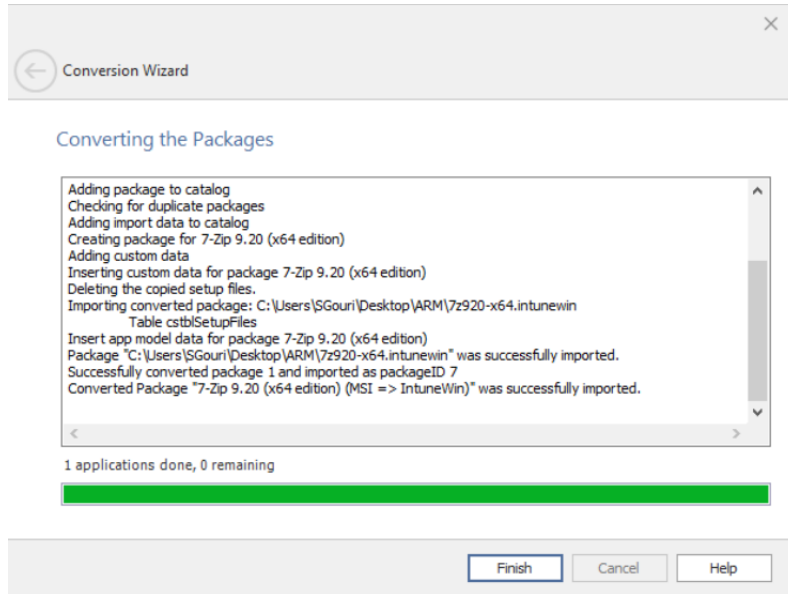 Conversion Wizard
Converting the Packages
Adding package to catalog
Checking for duplicate packages
Adding import data to catalog
Creating package for 7-Zip 9.20 (x64 edition)
Adding custom data
Inserting custom data for package 7-Zip 9.20 (x64 edition)
Deleting the copied setup files.
Importing converted package: C:\Users\SGouri\Desktop\ARM\7z920-x64.intunewin
Table cstblSetupFiles
Insert app model data for package 7-Zip 9.20 (x64 edition)
Package "C:\Users\SGouri\Desktop\ARM\7z920-x64.intunewin" was successfully imported.
Successfully converted package 1 and imported as packageID 7
Converted Package "7-Zip 9.20 (x64 edition) (MSI => IntuneWin)" was successfully imported.
1 applications done, 0 remaining
Finish Cancel Help